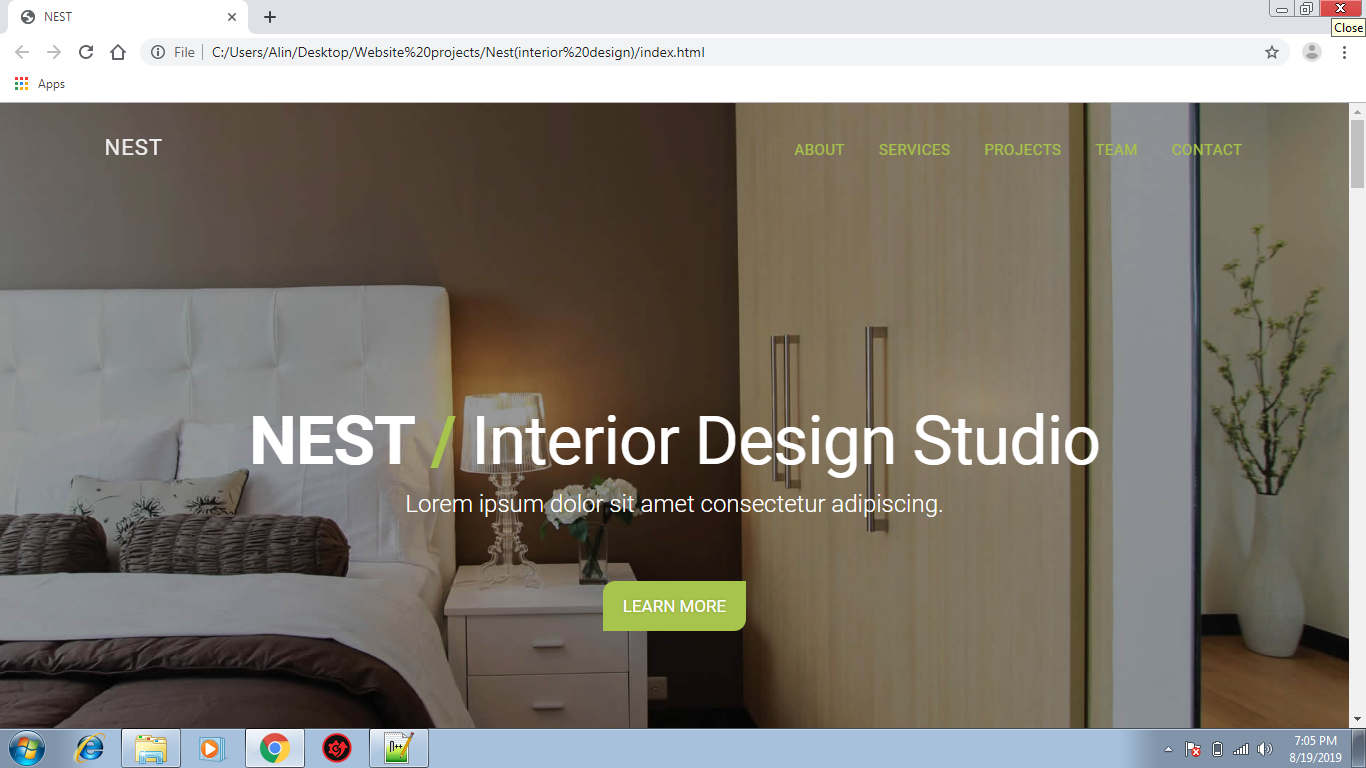 NEST
Close
File
C:/Users/Alin/Desktop/Website%20projects/Nest(interior%20design)/index.html
Apps
NEST
ABOUT SERVICES PROJECTS TEAM CONTACT
NEST / Interior Design Studio
Lorem ipsum dolor sit amet consectetur adipiscing.
LEARN MORE
7:05 PM
8/19/2019